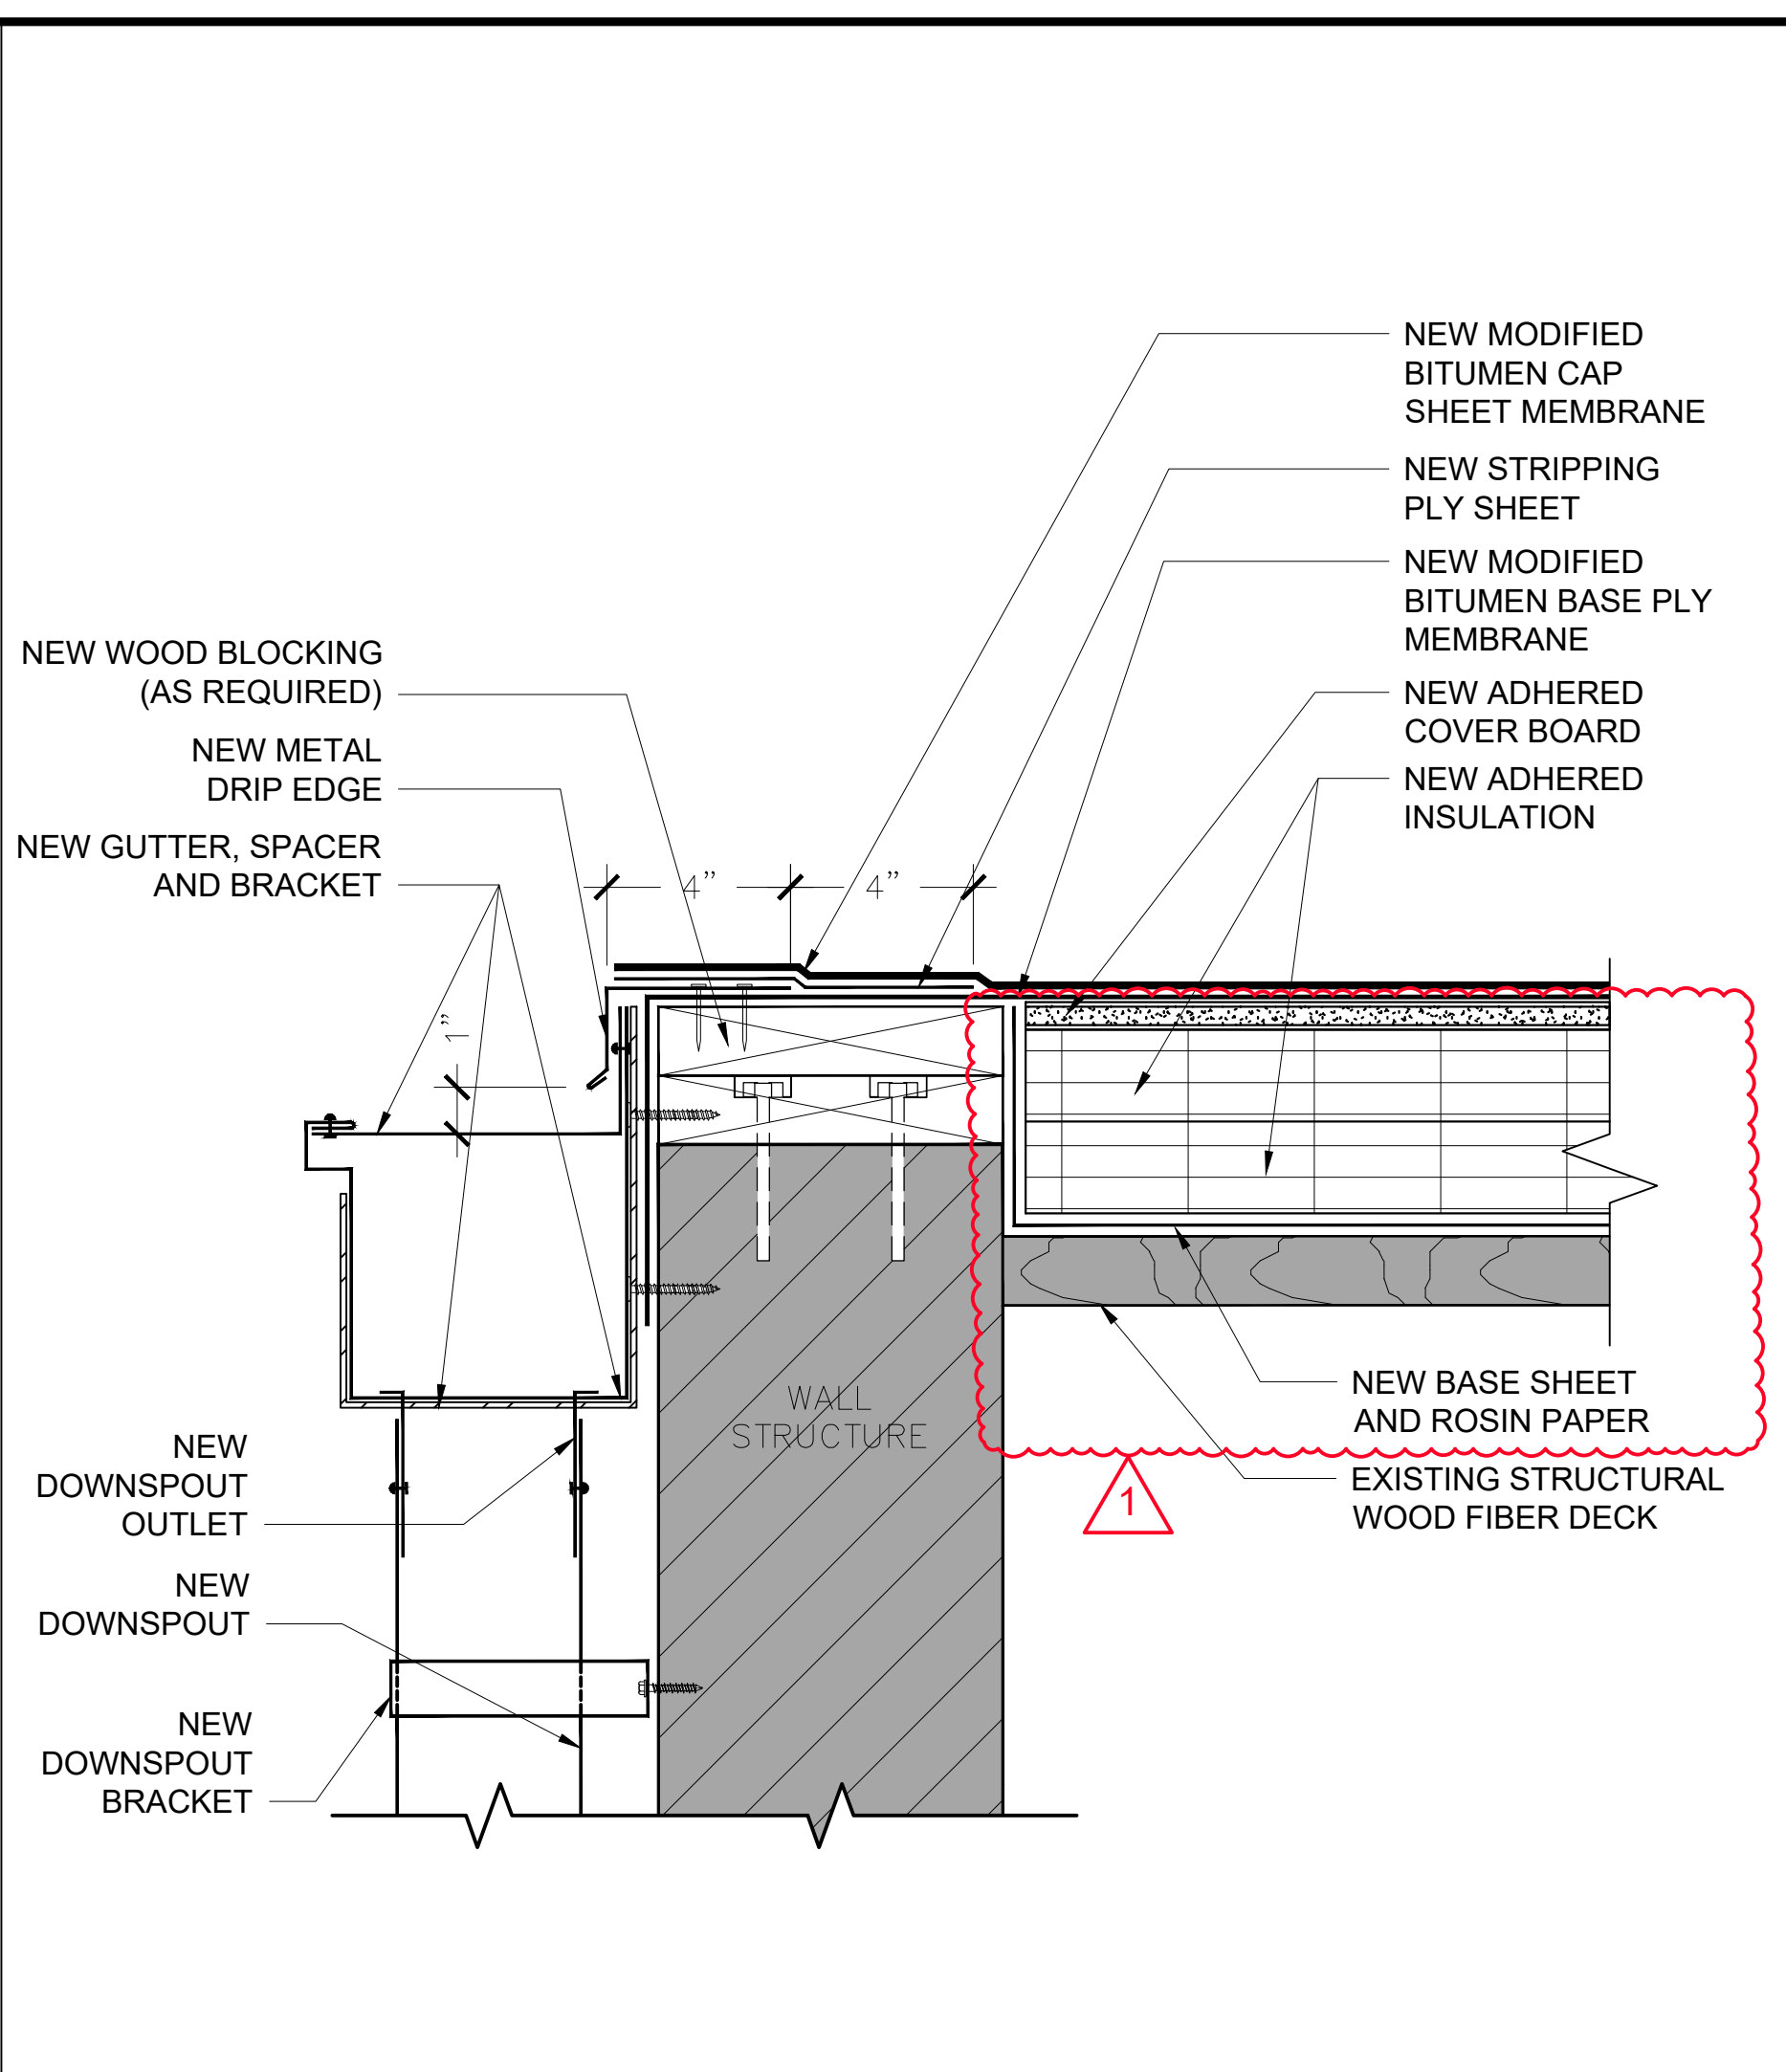 NEW MODIFIED
BITUMEN CAP
SHEET MEMBRANE
NEW STRIPPING
PLY SHEET
NEW MODIFIED
BITUMEN BASE PLY
MEMBRANE
NEW ADHERED
COVER BOARD
NEW ADHERED
INSULATION
NEW WOOD BLOCKING
(AS REQUIRED)
NEW METAL
DRIP EDGE
NEW GUTTER, SPACER
AND BRACKET
4” 4”
1”
WALL
STRUCTURE
NEW BASE SHEET
AND ROSIN PAPER
EXISTING STRUCTURAL
WOOD FIBER DECK
1
NEW
DOWNSPOUT
OUTLET
NEW
DOWNSPOUT
NEW
DOWNSPOUT
BRACKET